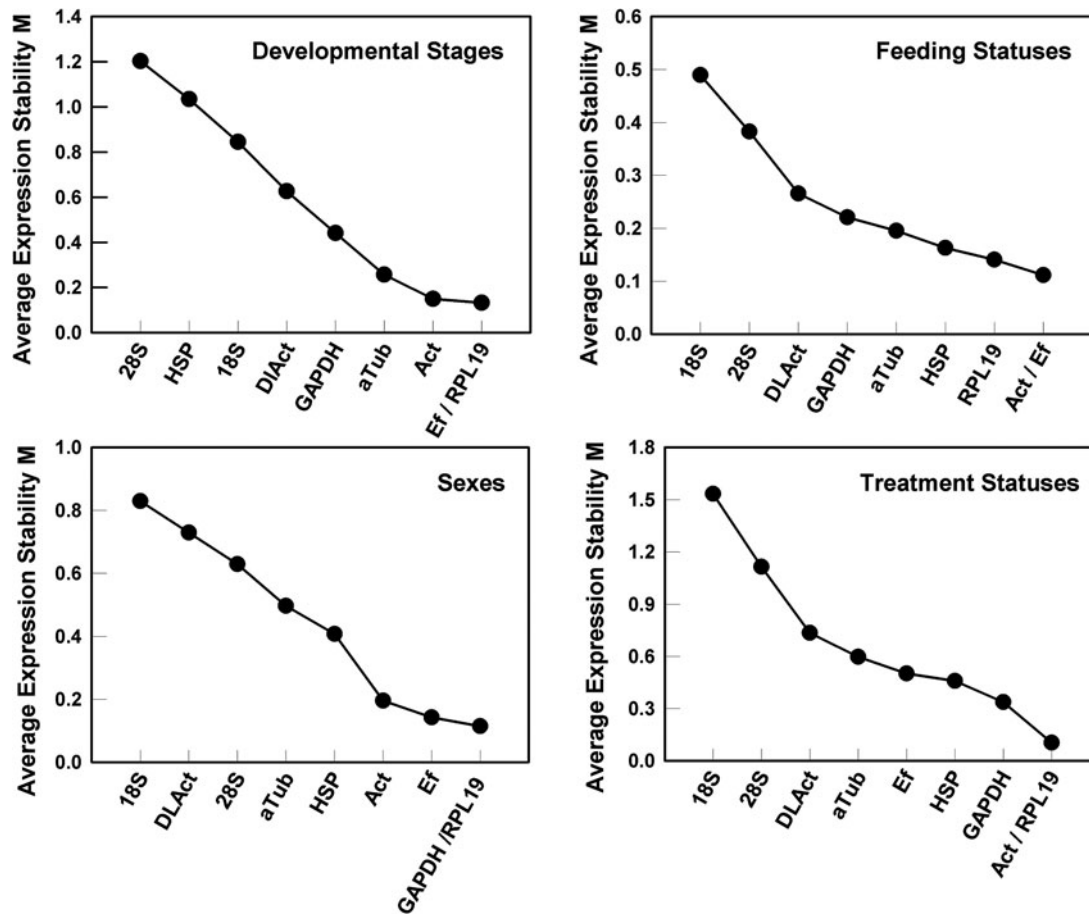 Developmental Stages
Average Expression Stability M
1.4
1.2
1.0
0.8
0.6
0.4
0.2
0.0
28S
HSP
18S
DlAct
GAPDH
aTub
Act
Ef / RPL19
Feeding Statuses
Average Expression Stability M
0.6
0.5
0.4
0.3
0.2
0.1
0.0
18S
28S
DLAct
GAPDH
aTub
HSP
RPL19
Act / Ef
Sexes
Average Expression Stability M
1.0
0.8
0.6
0.4
0.2
0.0
18S
DLAct
28S
aTub
HSP
Act
Ef
GAPDH /RPL19
Treatment Statuses
Average Expression Stability M
1.8
1.5
1.2
0.9
0.6
0.3
0.0
18S
28S
DLAct
aTub
Ef
HSP
GAPDH
Act / RPL19